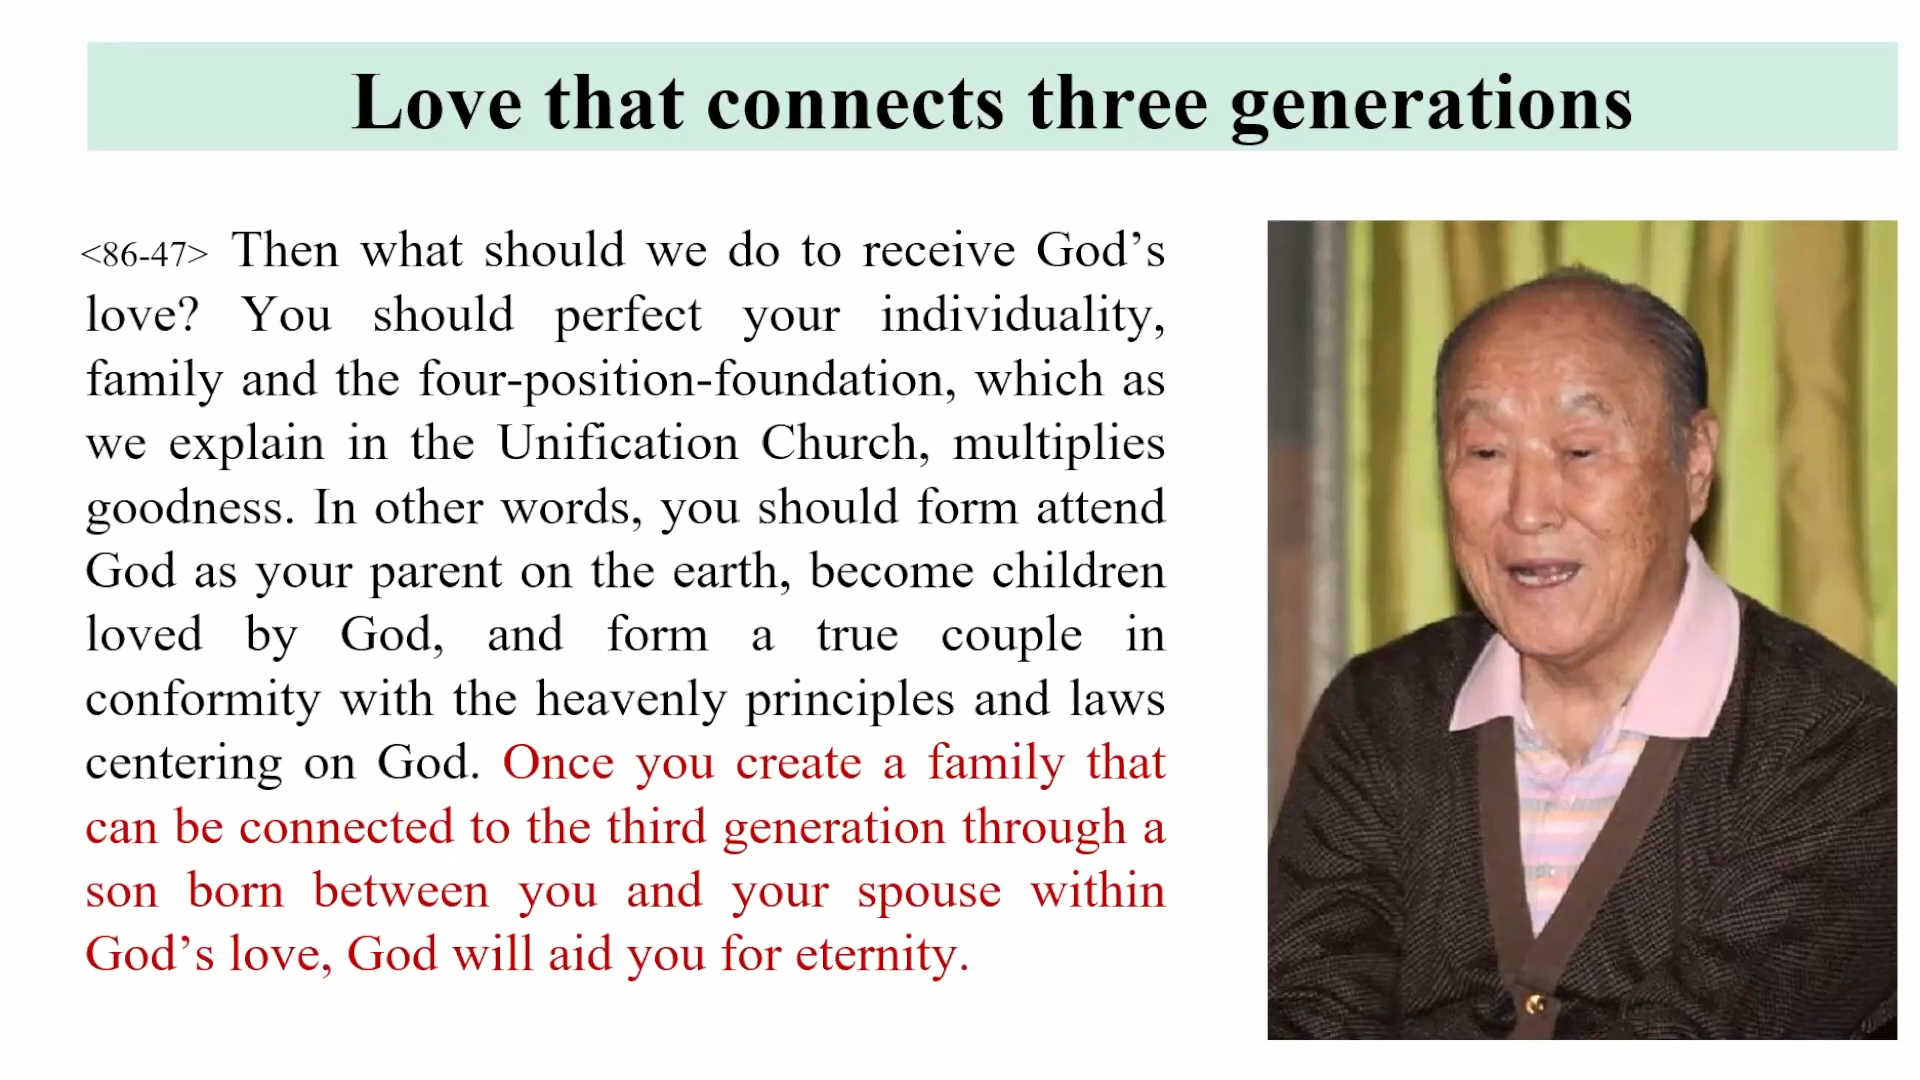 Love that connects three generations
<86-47> Then what should we do to receive God’s
love? You should perfect your individuality,
family and the four-position-foundation, which as
we explain in the Unification Church, multiplies
goodness. In other words, you should form attend
God as your parent on the earth, become children
loved by God, and form a true couple in
conformity with the heavenly principles and laws
centering on God. Once you create a family that
can be connected to the third generation through a
son born between you and your spouse within
God’s love, God will aid you for eternity.